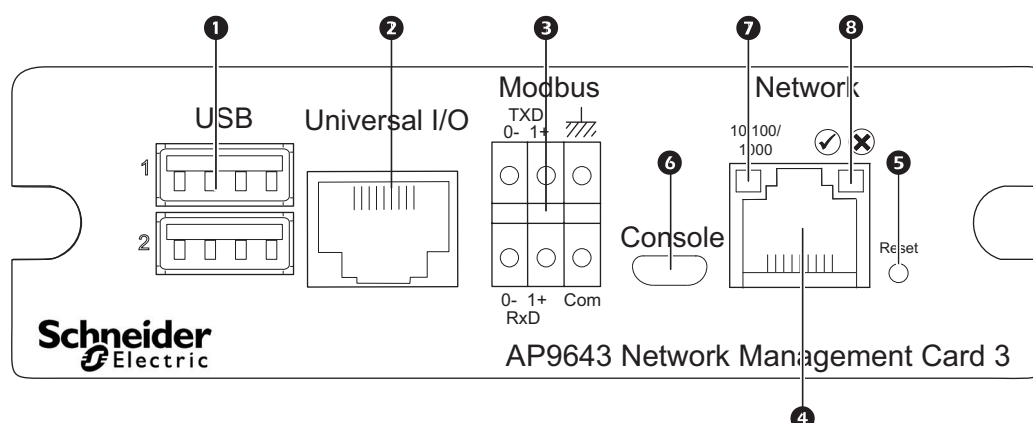 1
2
3
7
8
USB
Universal I/O
Modbus
TXD
0- 1+
Network
10/100/
1000
1
2
6
5
Console
Reset
0- 1+ Com
RxD
Schneider
Electric
AP9643 Network Management Card 3
4